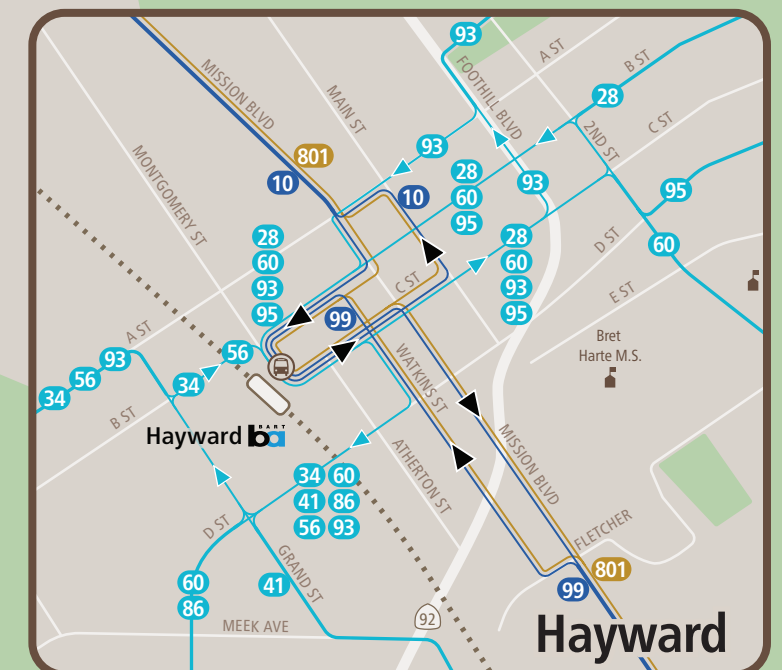 93
A ST
B ST
28
FOOTHILL BLVD
MISSION BLVD
MAIN ST
2ND ST
C ST
801
93
10
28
60
95
10
93
95
MONTGOMERY ST
28
60
93
95
28
60
93
95
D ST
60
E ST
C ST
99
A ST
56
Bret
Harte M.S.
34
56
93
34
WATKINS ST
B ST
Hayward
BART
ba
MISSION BLVD
ATHERTON ST
34 60
41 86
56 93
D ST
GRAND ST
FLETCHER
60
86
41
801
99
92
MEEK AVE
Hayward